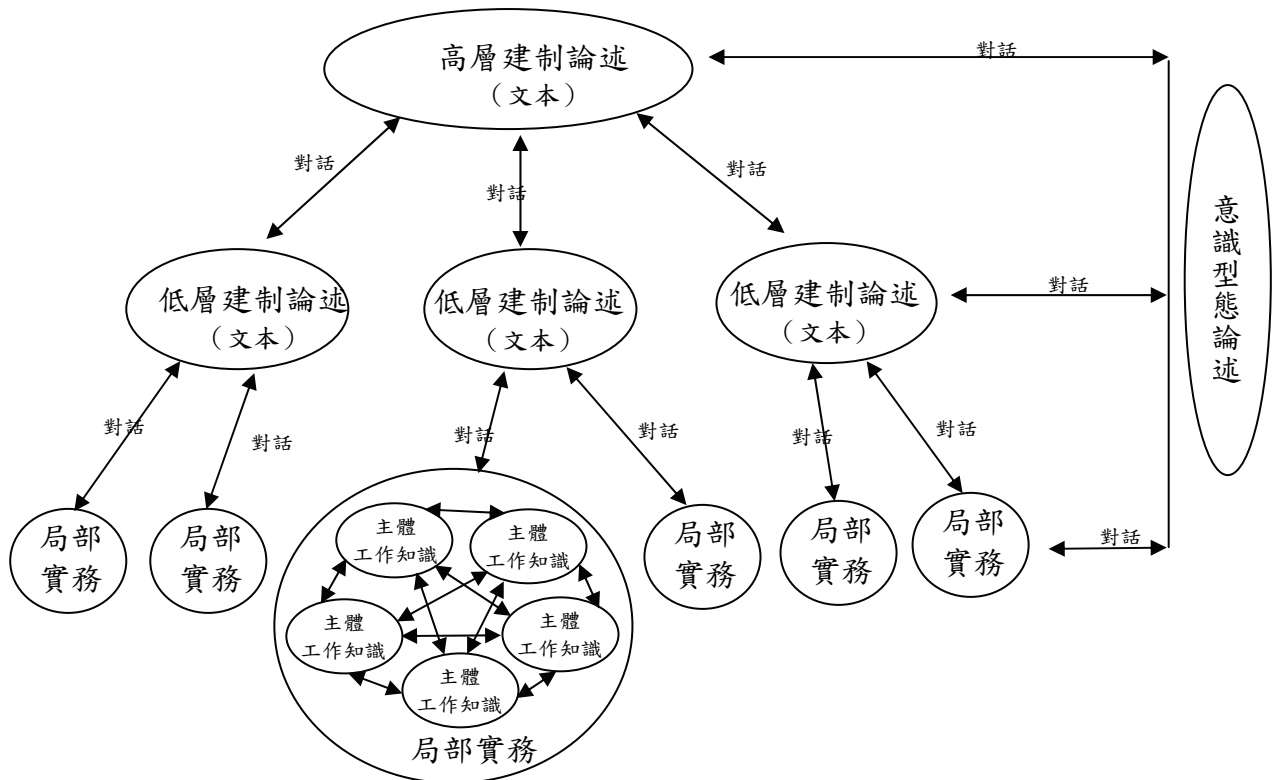 高層建制論述
（文本）
對話
對話
對話
對話
低層建制論述
（文本）
低層建制論述
（文本）
低層建制論述
（文本）
對話
意識型態論述
對話
對話
對話
對話
對話
對話
局部
實務
局部
實務
主體
工作知識
主體
工作知識
主體
工作知識
主體
工作知識
主體
工作知識
局部實務
局部
實務
局部
實務
局部
實務
對話